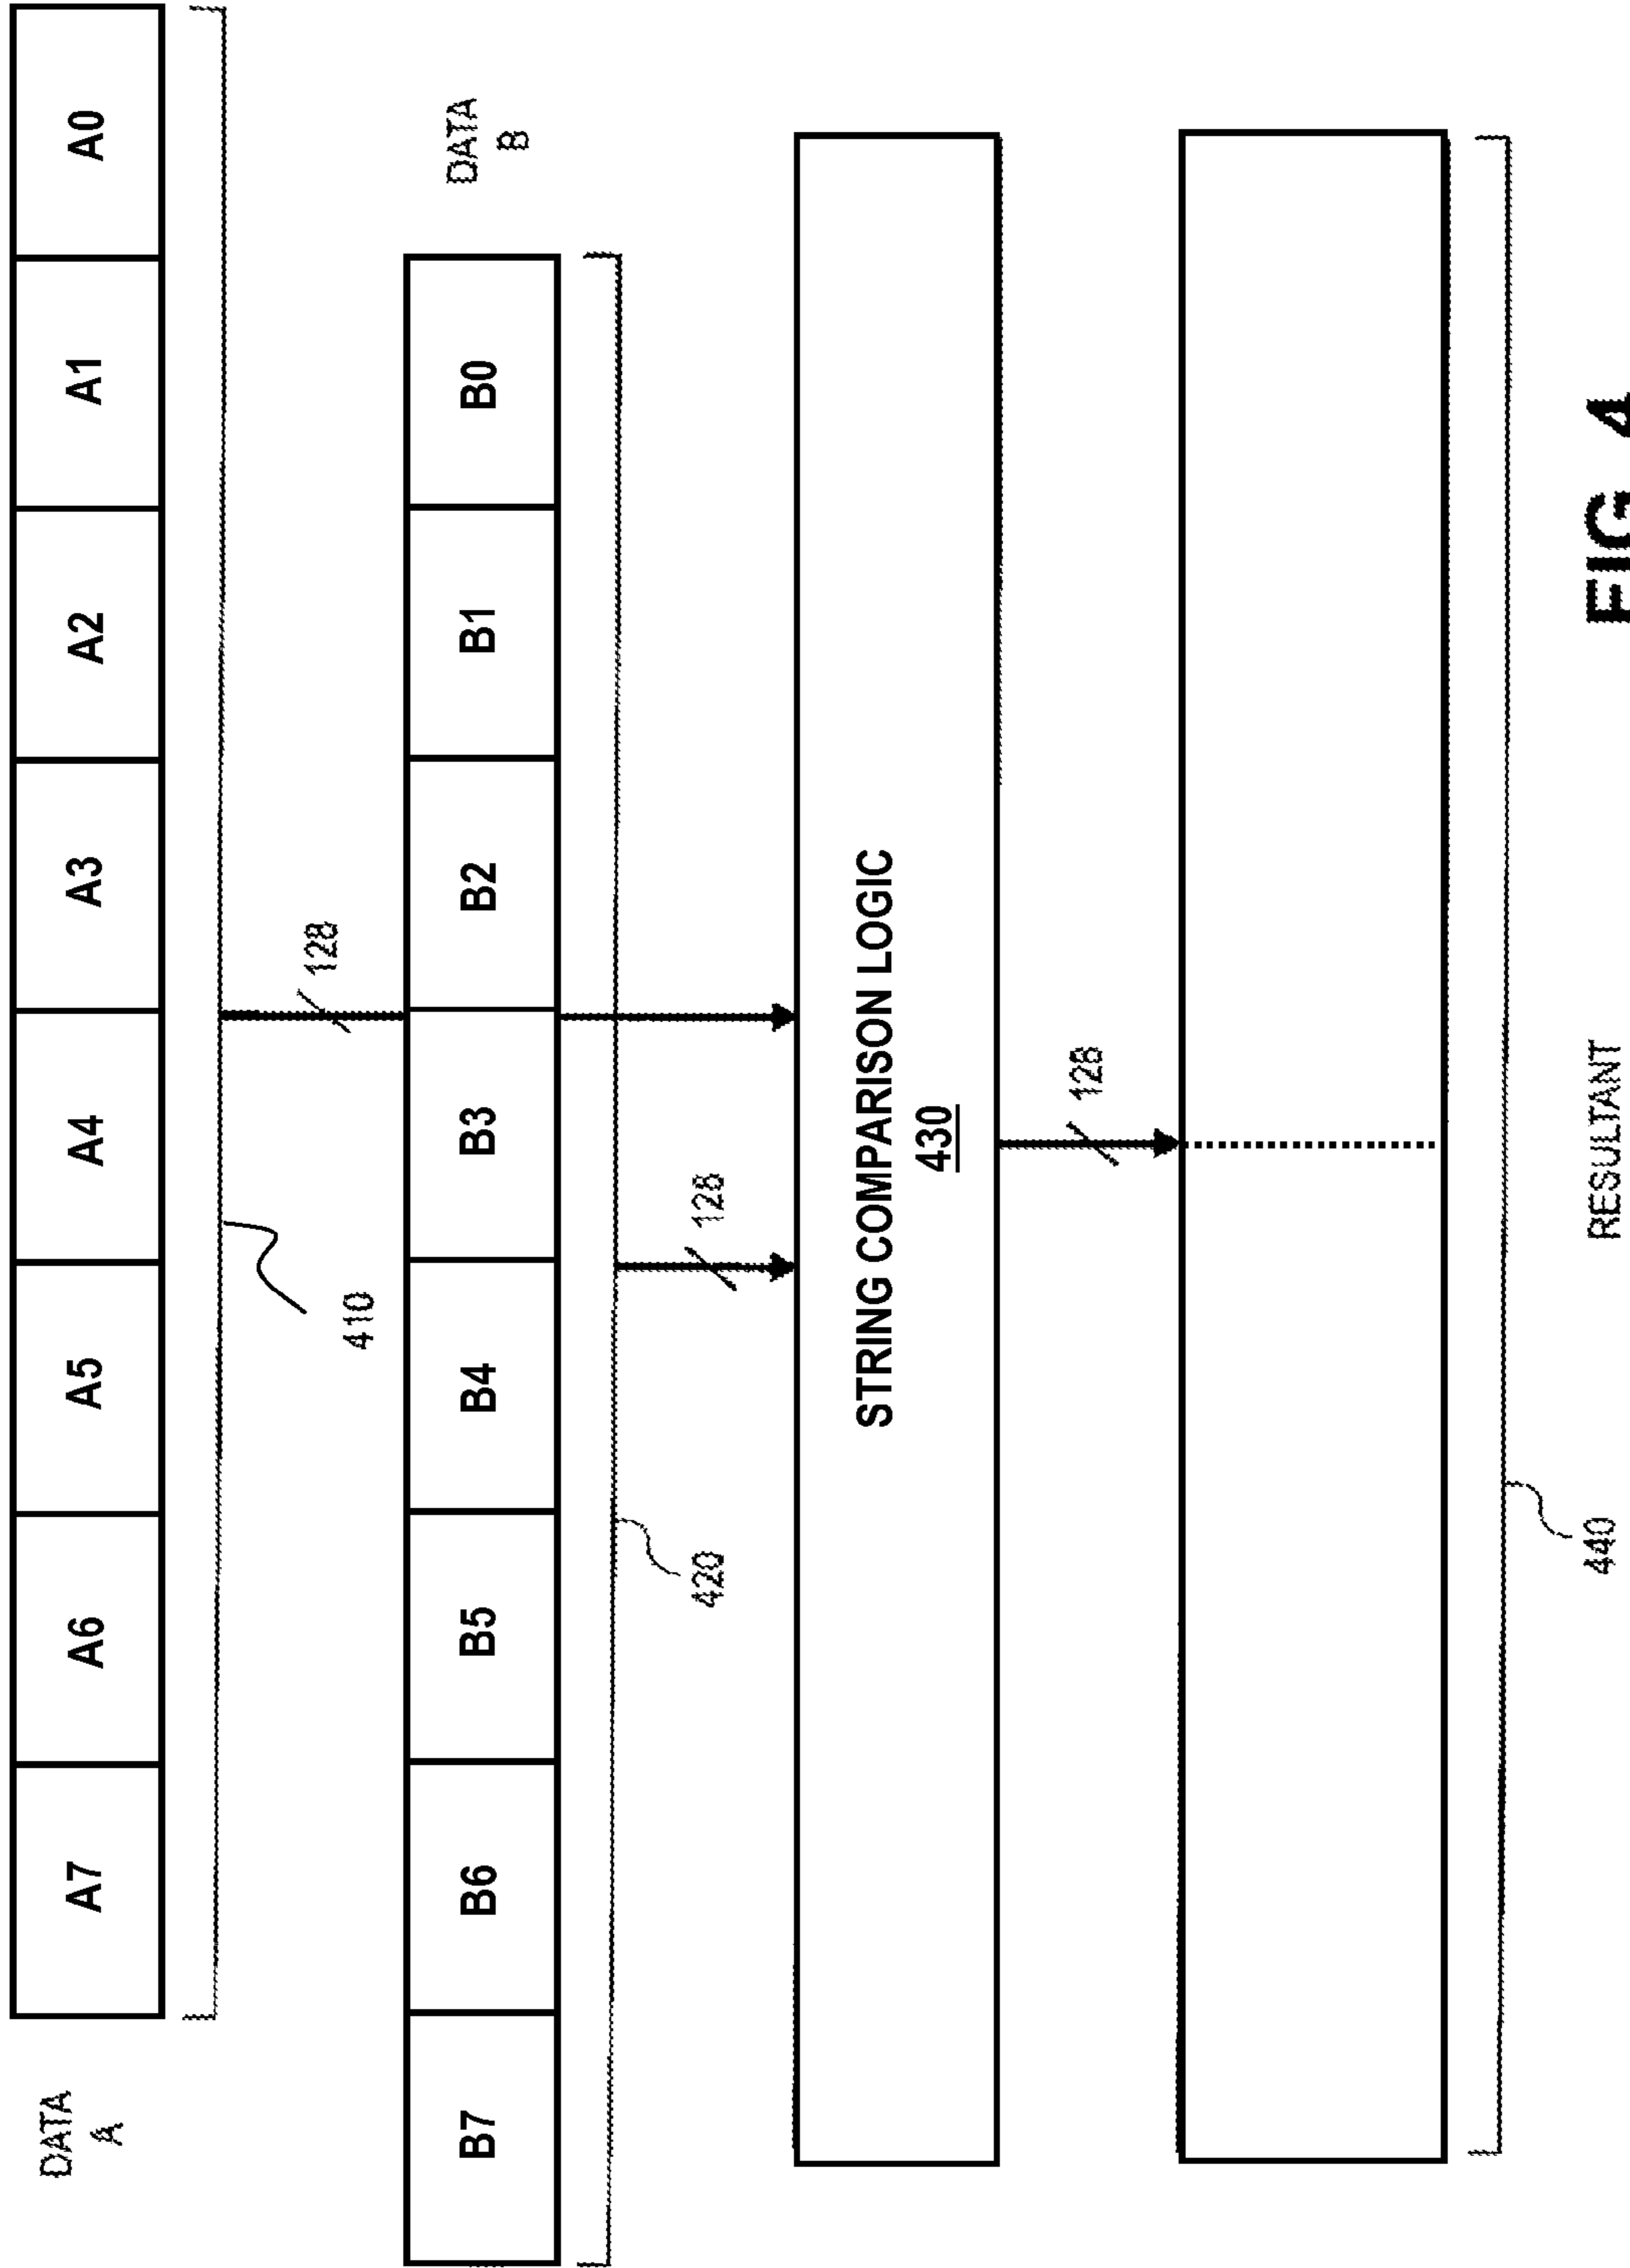 DATA
A
A7 A6 A5 A4 A3 A2 A1 A0
410
128
DATA
B
B7 B6 B5 B4 B3 B2 B1 B0
420
128
STRING COMPARISON LOGIC
430
128
440
RESULTANT
FIG. 4